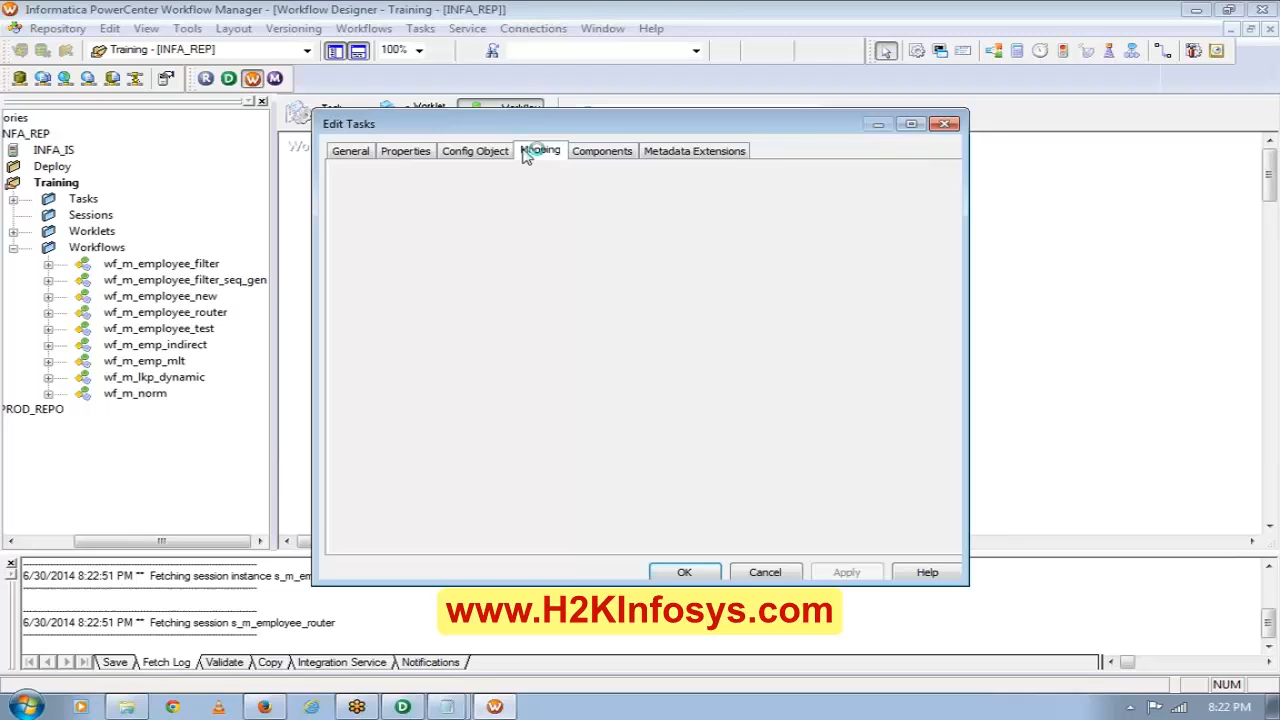 Informatica PowerCenter Workflow Manager - [Workflow Designer - Training - [INFA_REP]]
Repository Edit View Tools Layout Versioning Workflows Tasks Service Connections Window Help
Training - [INFA_REP]
100%
R D W M
Edit Tasks
General Properties Config Object Mapping Components Metadata Extensions
ories
INFA_REP
INFA_IS
Deploy
Training
Tasks
Sessions
Worklets
Workflows
wf_m_employee_filter
wf_m_employee_filter_seq_gen
wf_m_employee_new
wf_m_employee_router
wf_m_employee_test
wf_m_emp_indirect
wf_m_emp_mlt
wf_m_lkp_dynamic
wf_m_norm
PROD_REPO
OK Cancel Apply Help
6/30/2014 8:22:51 PM ** Fetching session instance s_m_em
6/30/2014 8:22:51 PM ** Fetching session s_m_employee_router
www.H2KInfosys.com
Save Fetch Log Validate Copy Integration Service Notifications
NUM
8:22 PM